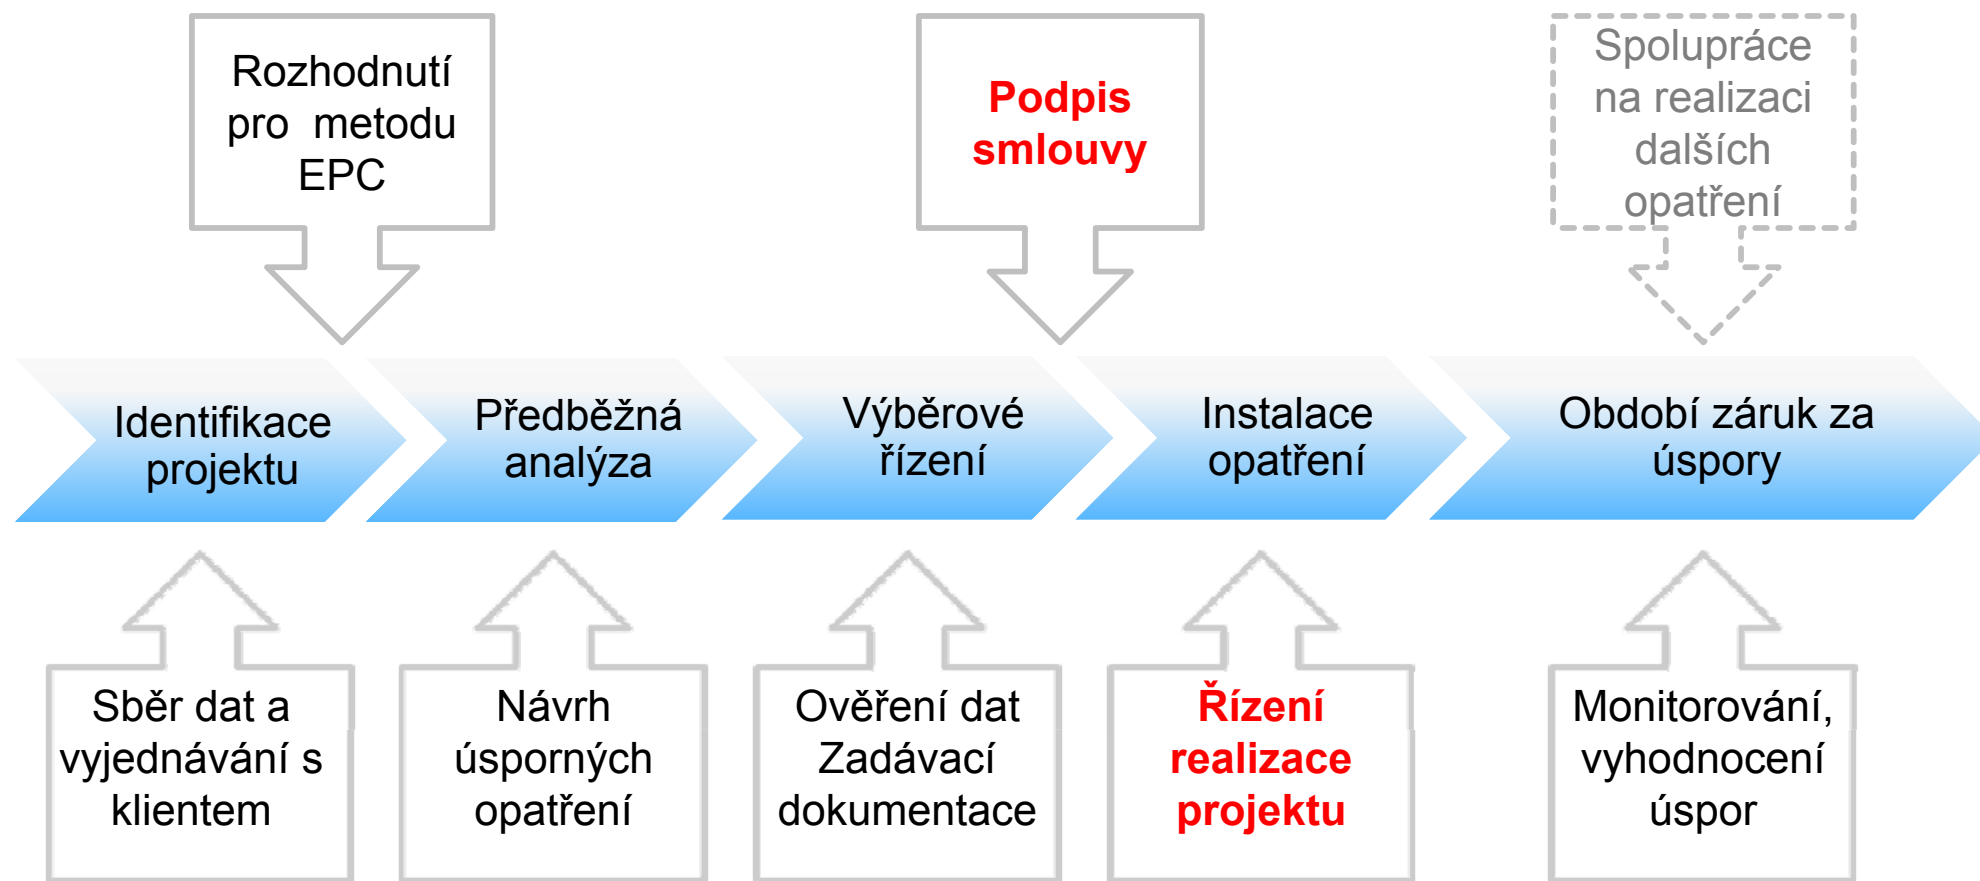 Rozhodnutí
pro metodu
EPC
Podpis
smlouvy
Spolupráce
na realizaci
dalších
opatření
Identifikace
projektu
Předběžná
analýza
Výběrové
řízení
Instalace
opatření
Období záruk za
úspory
Sběr dat a
vyjednávání s
klientem
Návrh
úsporných
opatření
Ověření dat
Zadávací
dokumentace
Řízení
realizace
projektu
Monitorování,
vyhodnocení
úspor